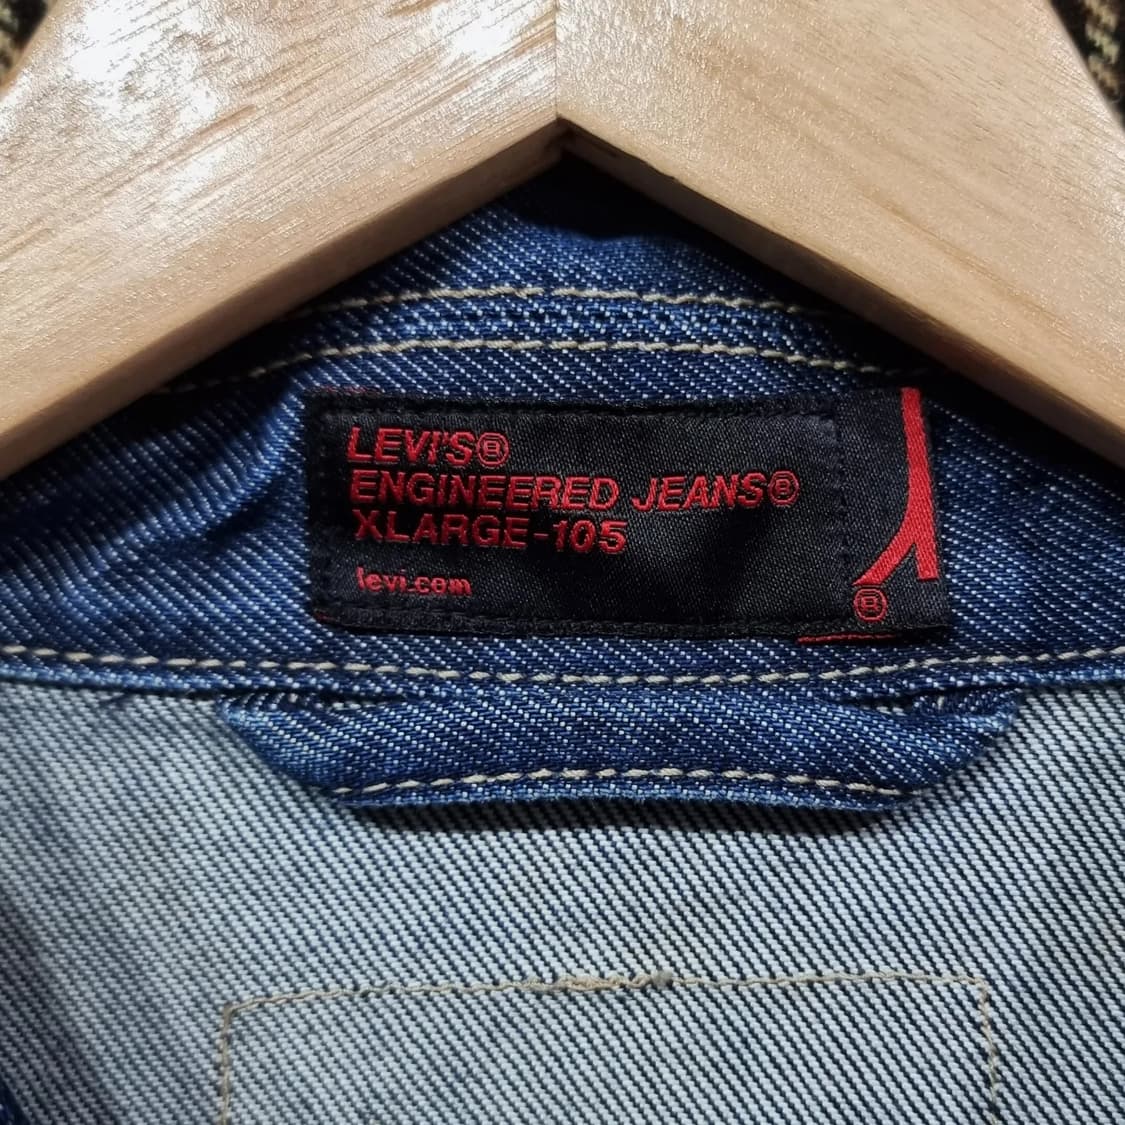 LEVI'S®
ENGINEERED JEANS®
XLARGE-105
levi.com
®